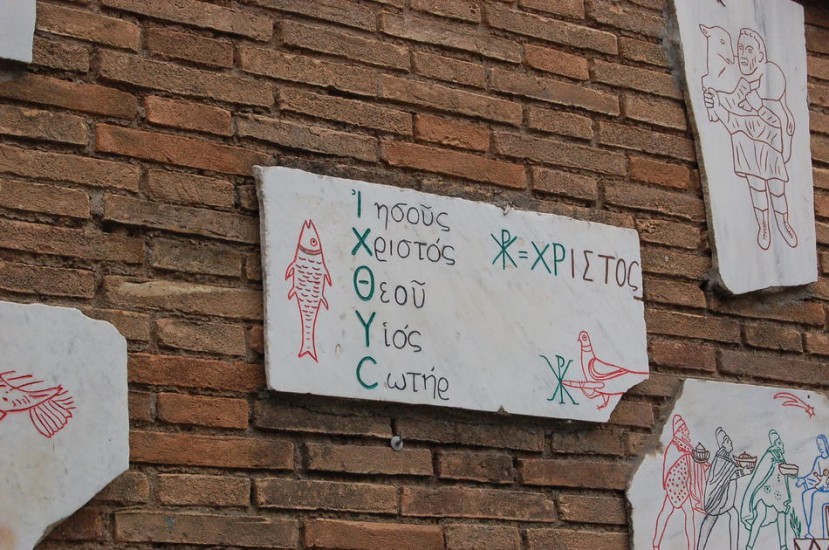 Ἰησοῦς
Χριστός
Θεοῦ
Υἱός
Cωτήρ
☧=ΧΡΙΣΤΟς
☧